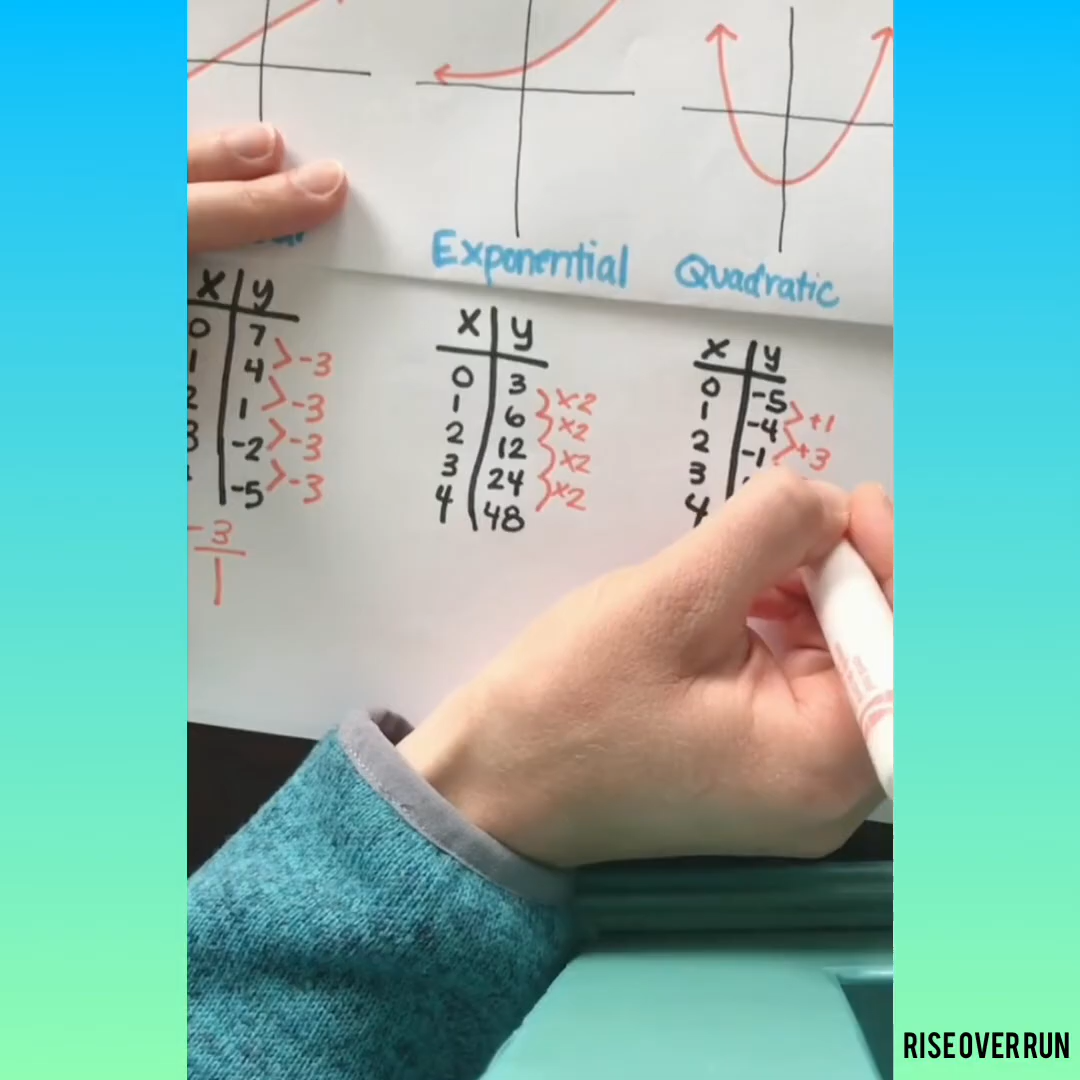 Exponential
Quadratic
x y
0 7
1 4
2 1
3 -2
-5
-3
-3
-3
-3
-3
1
x y
0 3
1 6
2 12
3 24
4 48
x2
x2
x2
x2
x y
0 -5
1 -4
2 -1
3
4
+1
+3
RISE OVER RUN